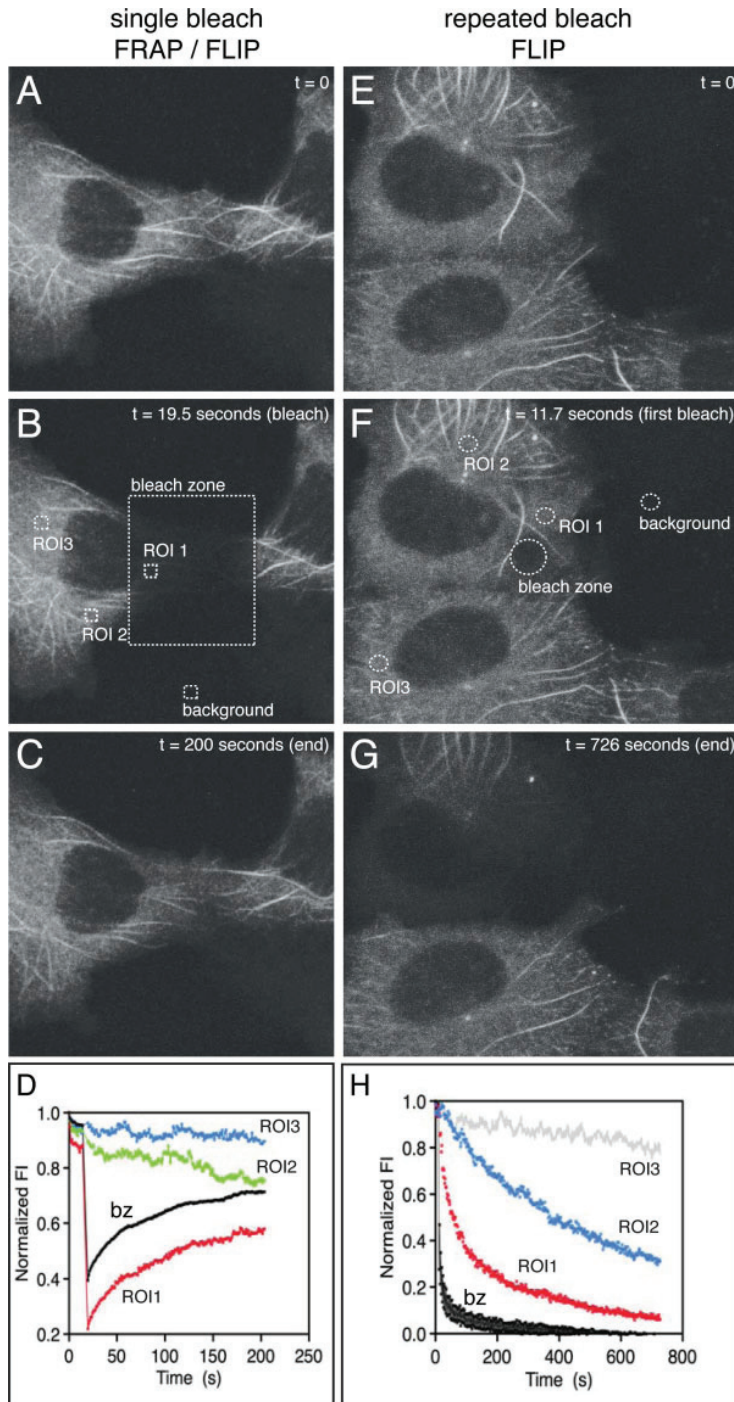 single bleach
FRAP / FLIP
repeated bleach
FLIP
A
t = 0
E
t = 0
B
t = 19.5 seconds (bleach)
bleach zone
ROI3
ROI 1
ROI 2
background
F
t = 11.7 seconds (first bleach)
ROI 2
ROI 1
background
bleach zone
ROI3
C
t = 200 seconds (end)
G
t = 726 seconds (end)
D
Normalized FI
1.0
0.8
0.6
0.4
0.2
ROI3
ROI2
bz
ROI1
0 50 100 150 200 250
Time (s)
H
Normalized FI
1.0
0.8
0.6
0.4
0.2
0.0
ROI3
ROI2
ROI1
bz
0 200 400 600 800
Time (s)